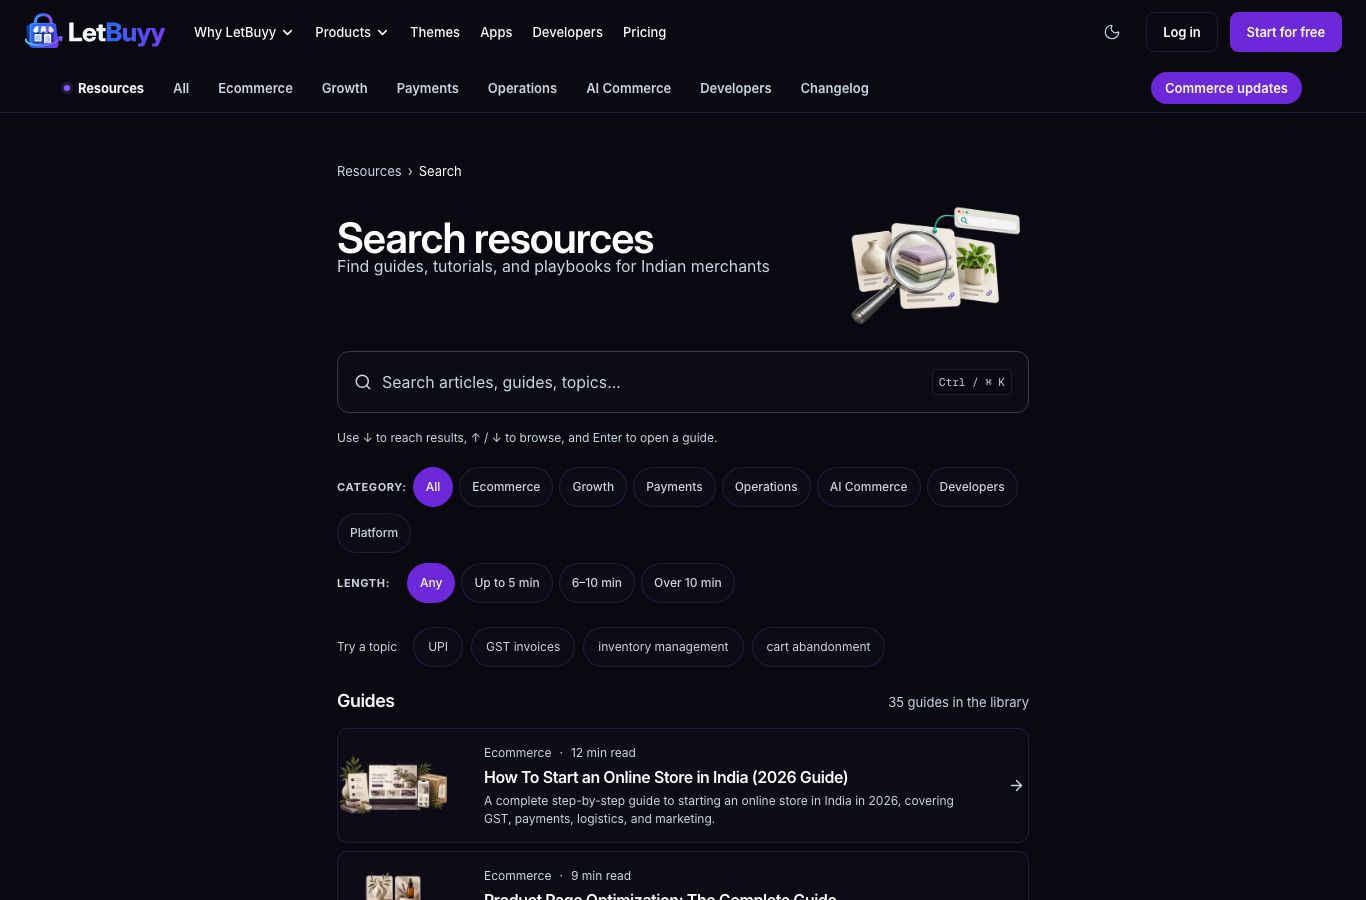 LetBuyy
Why LetBuyy
Products
Themes
Apps
Developers
Pricing
Log in
Start for free
Resources
All
Ecommerce
Growth
Payments
Operations
AI Commerce
Developers
Changelog
Commerce updates
Resources › Search
Search resources
Find guides, tutorials, and playbooks for Indian merchants
Search articles, guides, topics...
Ctrl / ⌘ K
Use ↓ to reach results, ↑ / ↓ to browse, and Enter to open a guide.
CATEGORY:
All
Ecommerce
Growth
Payments
Operations
AI Commerce
Developers
Platform
LENGTH:
Any
Up to 5 min
6–10 min
Over 10 min
Try a topic
UPI
GST invoices
inventory management
cart abandonment
Guides
35 guides in the library
Ecommerce · 12 min read
How To Start an Online Store in India (2026 Guide)
A complete step-by-step guide to starting an online store in India in 2026, covering
GST, payments, logistics, and marketing.
Ecommerce · 9 min read
Product Page Optimization: The Complete Guide